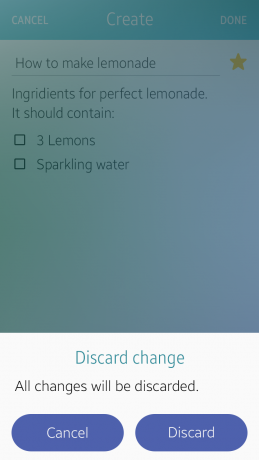 CANCEL Create DONE
How to make lemonade
Ingridients for perfect lemonade.
It should contain:
3 Lemons
Sparkling water
Discard change
All changes will be discarded.
Cancel Discard